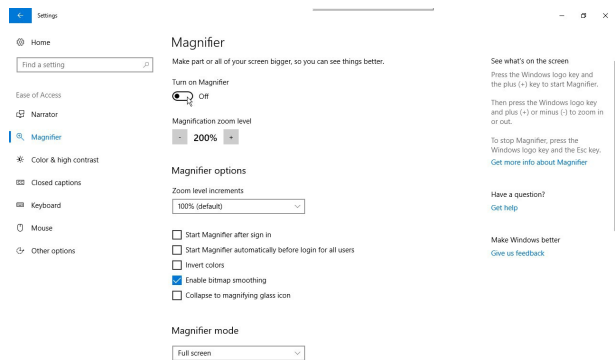 Settings
Home
Find a setting
Ease of Access
Narrator
Magnifier
Color & high contrast
Closed captions
Keyboard
Mouse
Other options
Magnifier
Make part or all of your screen bigger, so you can see things better.
Turn on Magnifier
Off
Magnification zoom level
- 200% +
Magnifier options
Zoom level increments
100% (default)
Start Magnifier after sign in
Start Magnifier automatically before login for all users
Invert colors
Enable bitmap smoothing
Collapse to magnifying glass icon
Magnifier mode
Full screen
See what's on the screen
Press the Windows logo key and
the plus (+) key to start Magnifier.
Then press the Windows logo key
and plus (+) or minus (-) to zoom in
or out.
To stop Magnifier, press the
Windows logo key and the Esc key.
Get more info about Magnifier
Have a question?
Get help
Make Windows better
Give us feedback